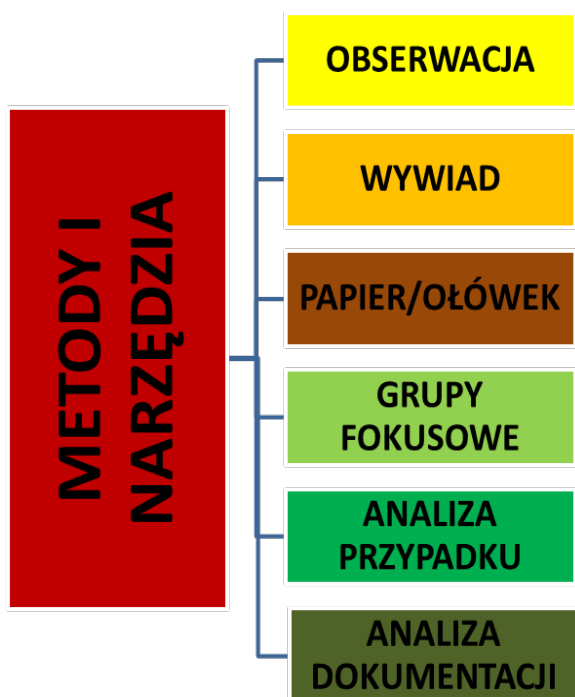 METODY I
NARZĘDZIA
OBSERWACJA
WYWIAD
PAPIER/OŁÓWEK
GRUPY
FOKUSOWE
ANALIZA
PRZYPADKU
ANALIZA
DOKUMENTACJI